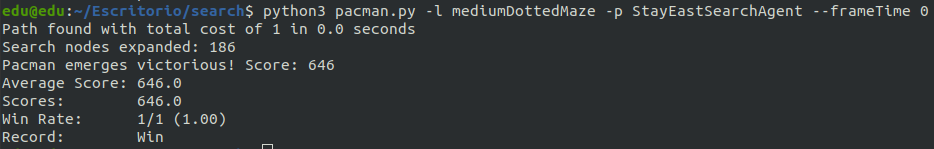 edu@edu:~/Escritorio/search$ python3 pacman.py -l mediumDottedMaze -p StayEastSearchAgent --frameTime 0
Path found with total cost of 1 in 0.0 seconds
Search nodes expanded: 186
Pacman emerges victorious! Score: 646
Average Score: 646.0
Scores:        646.0
Win Rate:      1/1 (1.00)
Record:        Win